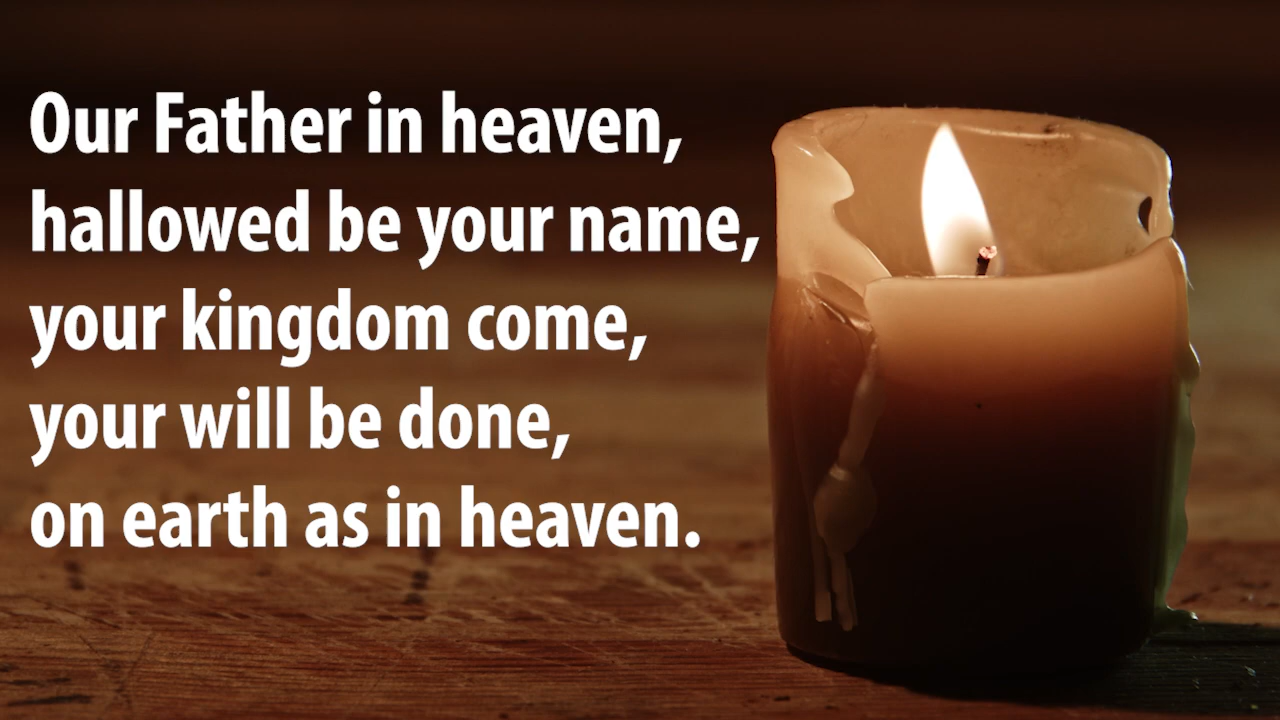 Our Father in heaven,
hallowed be your name,
your kingdom come,
your will be done,
on earth as in heaven.